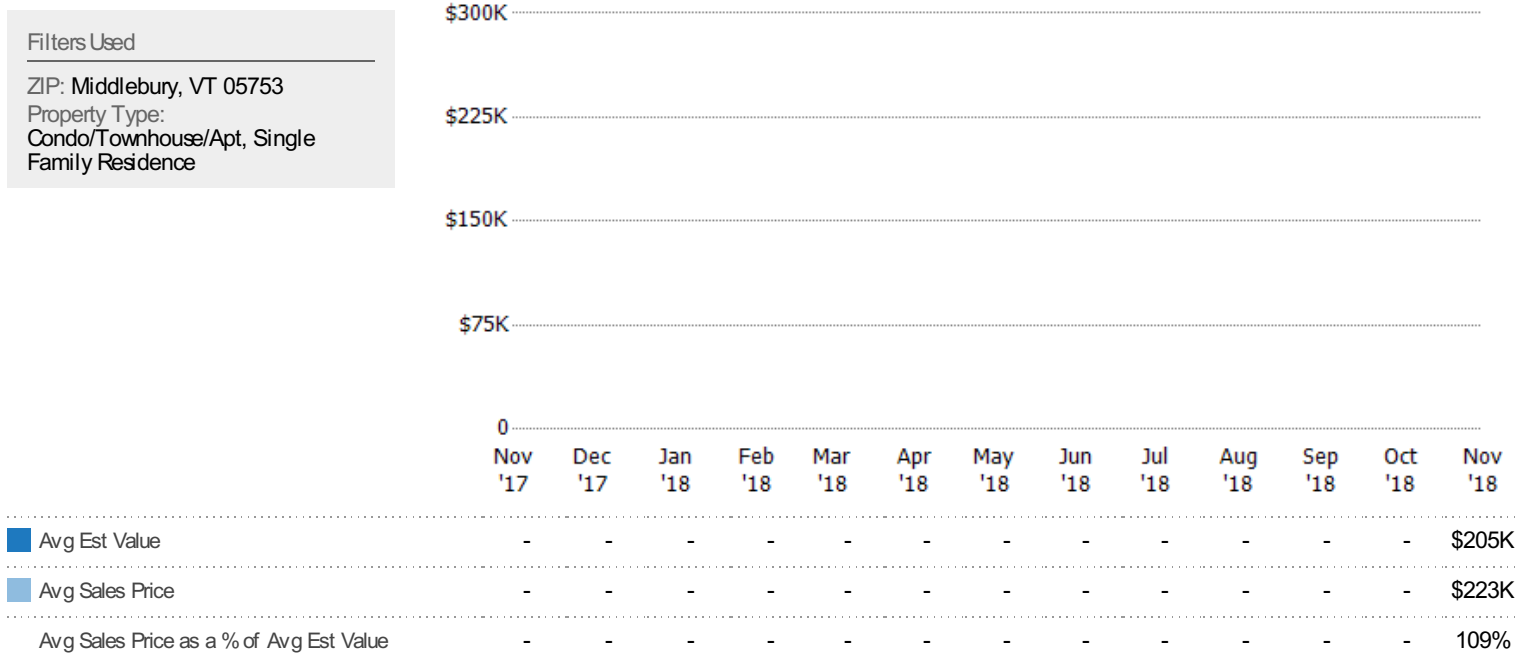 Filters Used
ZIP: Middlebury, VT 05753
Property Type:
Condo/Townhouse/Apt, Single
Family Residence
$300K
$225K
$150K
$75K
0
Nov Dec Jan Feb Mar Apr May Jun Jul Aug Sep Oct Nov
'17 '17 '18 '18 '18 '18 '18 '18 '18 '18 '18 '18 '18
Avg Est Value - - - - - - - - - - - - $205K
Avg Sales Price - - - - - - - - - - - - $223K
Avg Sales Price as a % of Avg Est Value - - - - - - - - - - - - 109%